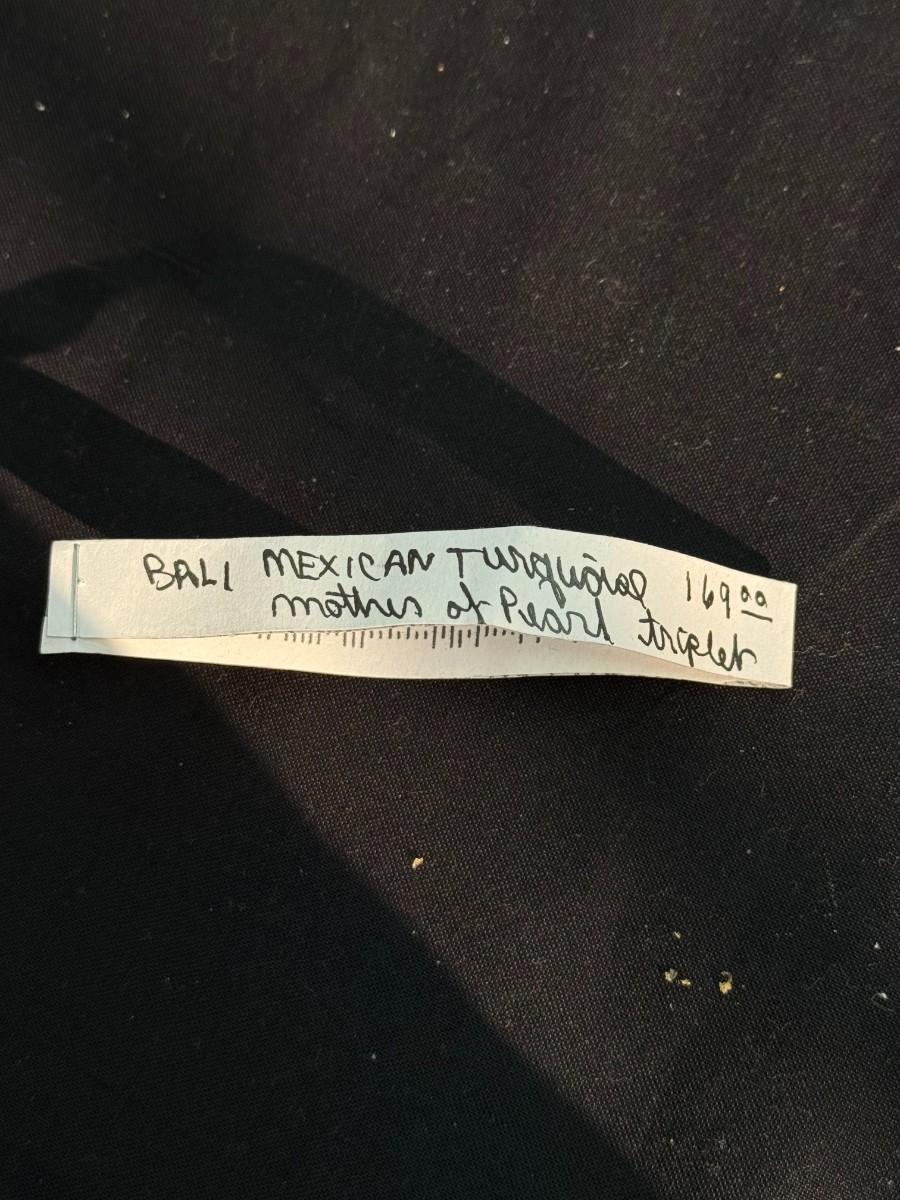 BALI MEXICAN Turquoise 169.00
mother of Pearl triplet